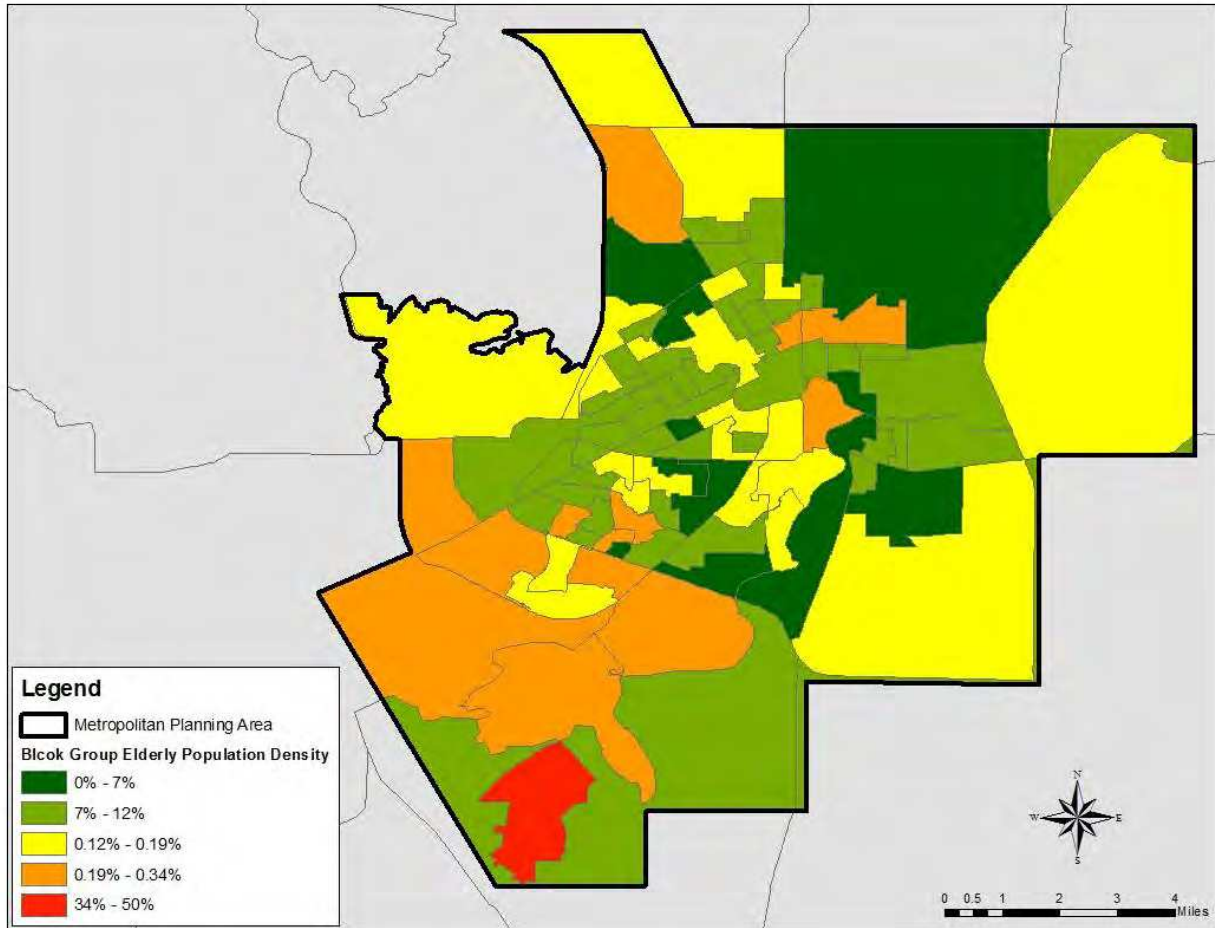 Legend
Metropolitan Planning Area
Blcok Group Elderly Population Density
0% - 7%
7% - 12%
0.12% - 0.19%
0.19% - 0.34%
34% - 50%
N
W E
S
0 0.5 1 2 3 4
Miles